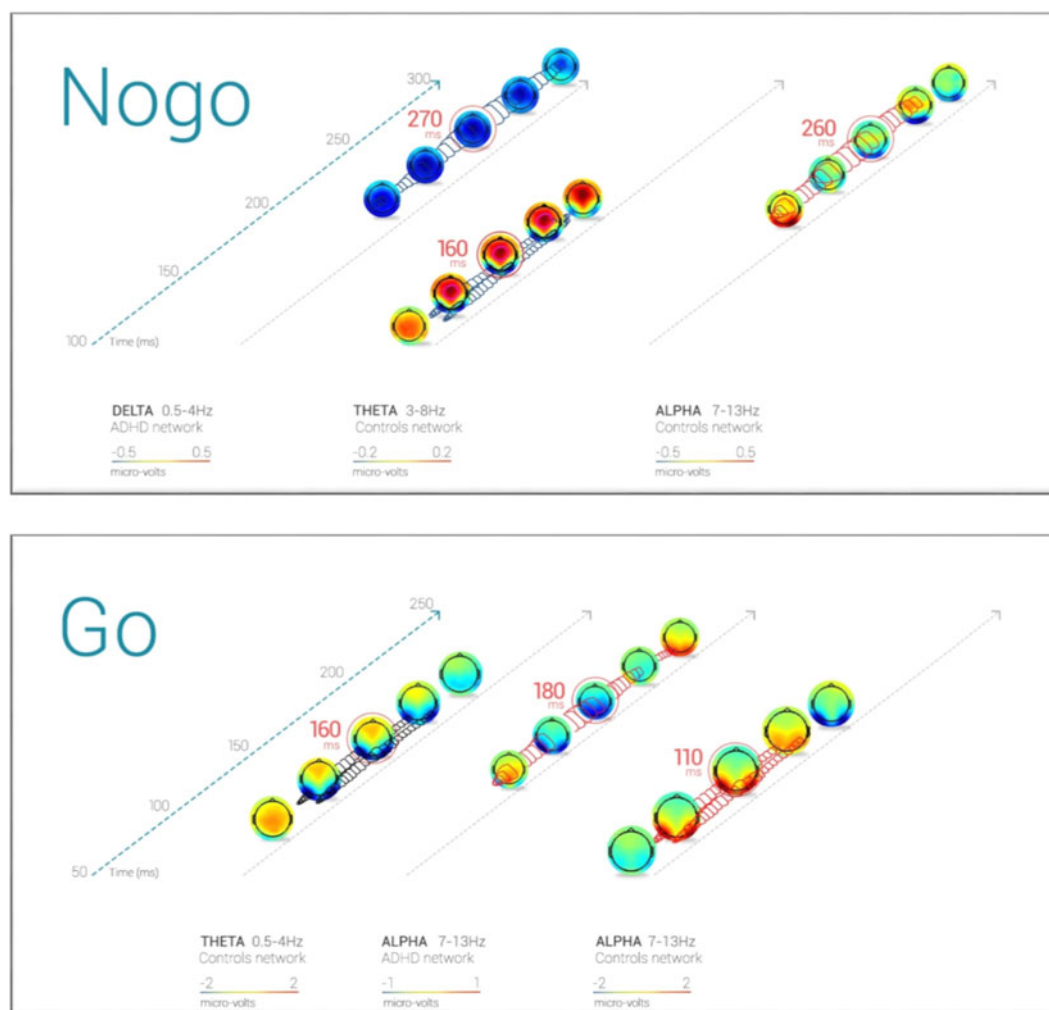 Nogo
300
270
ms
250
260
ms
200
160
ms
150
100 Time (ms)
DELTA 0.5-4Hz
ADHD network
-0.5 0.5
micro-volts
THETA 3-8Hz
Controls network
-0.2 0.2
micro-volts
ALPHA 7-13Hz
Controls network
-0.5 0.5
micro-volts
Go
250
200
180
ms
160
ms
150
110
ms
100
50 Time (ms)
THETA 0.5-4Hz
Controls network
-2 2
micro-volts
ALPHA 7-13Hz
ADHD network
-1 1
micro-volts
ALPHA 7-13Hz
Controls network
-2 2
micro-volts